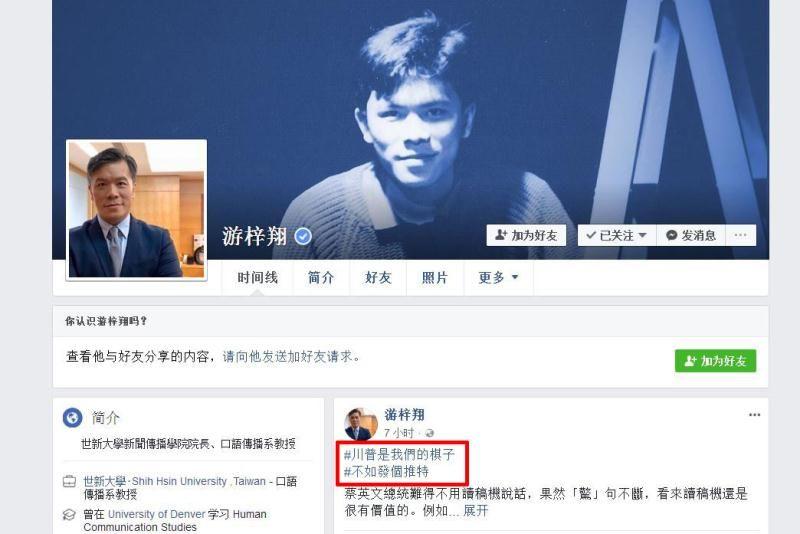 游梓翔
加为好友
已关注
发消息
时间线
简介
好友
照片
更多
你认识游梓翔吗?
查看他与好友分享的内容，请向他发送加好友请求。
加为好友
简介
世新大學新聞傳播學院院長、口語傳播系教授
世新大學-Shih Hsin University ,Taiwan - 口語
傳播系教授
曾在 University of Denver 学习 Human
Communication Studies
游梓翔
7 小时
#川普是我們的棋子
#不如發個推特
蔡英文總統難得不用讀稿機說話，果然「驚」句不斷，看來讀稿機還是
很有價值的。例如... 展开